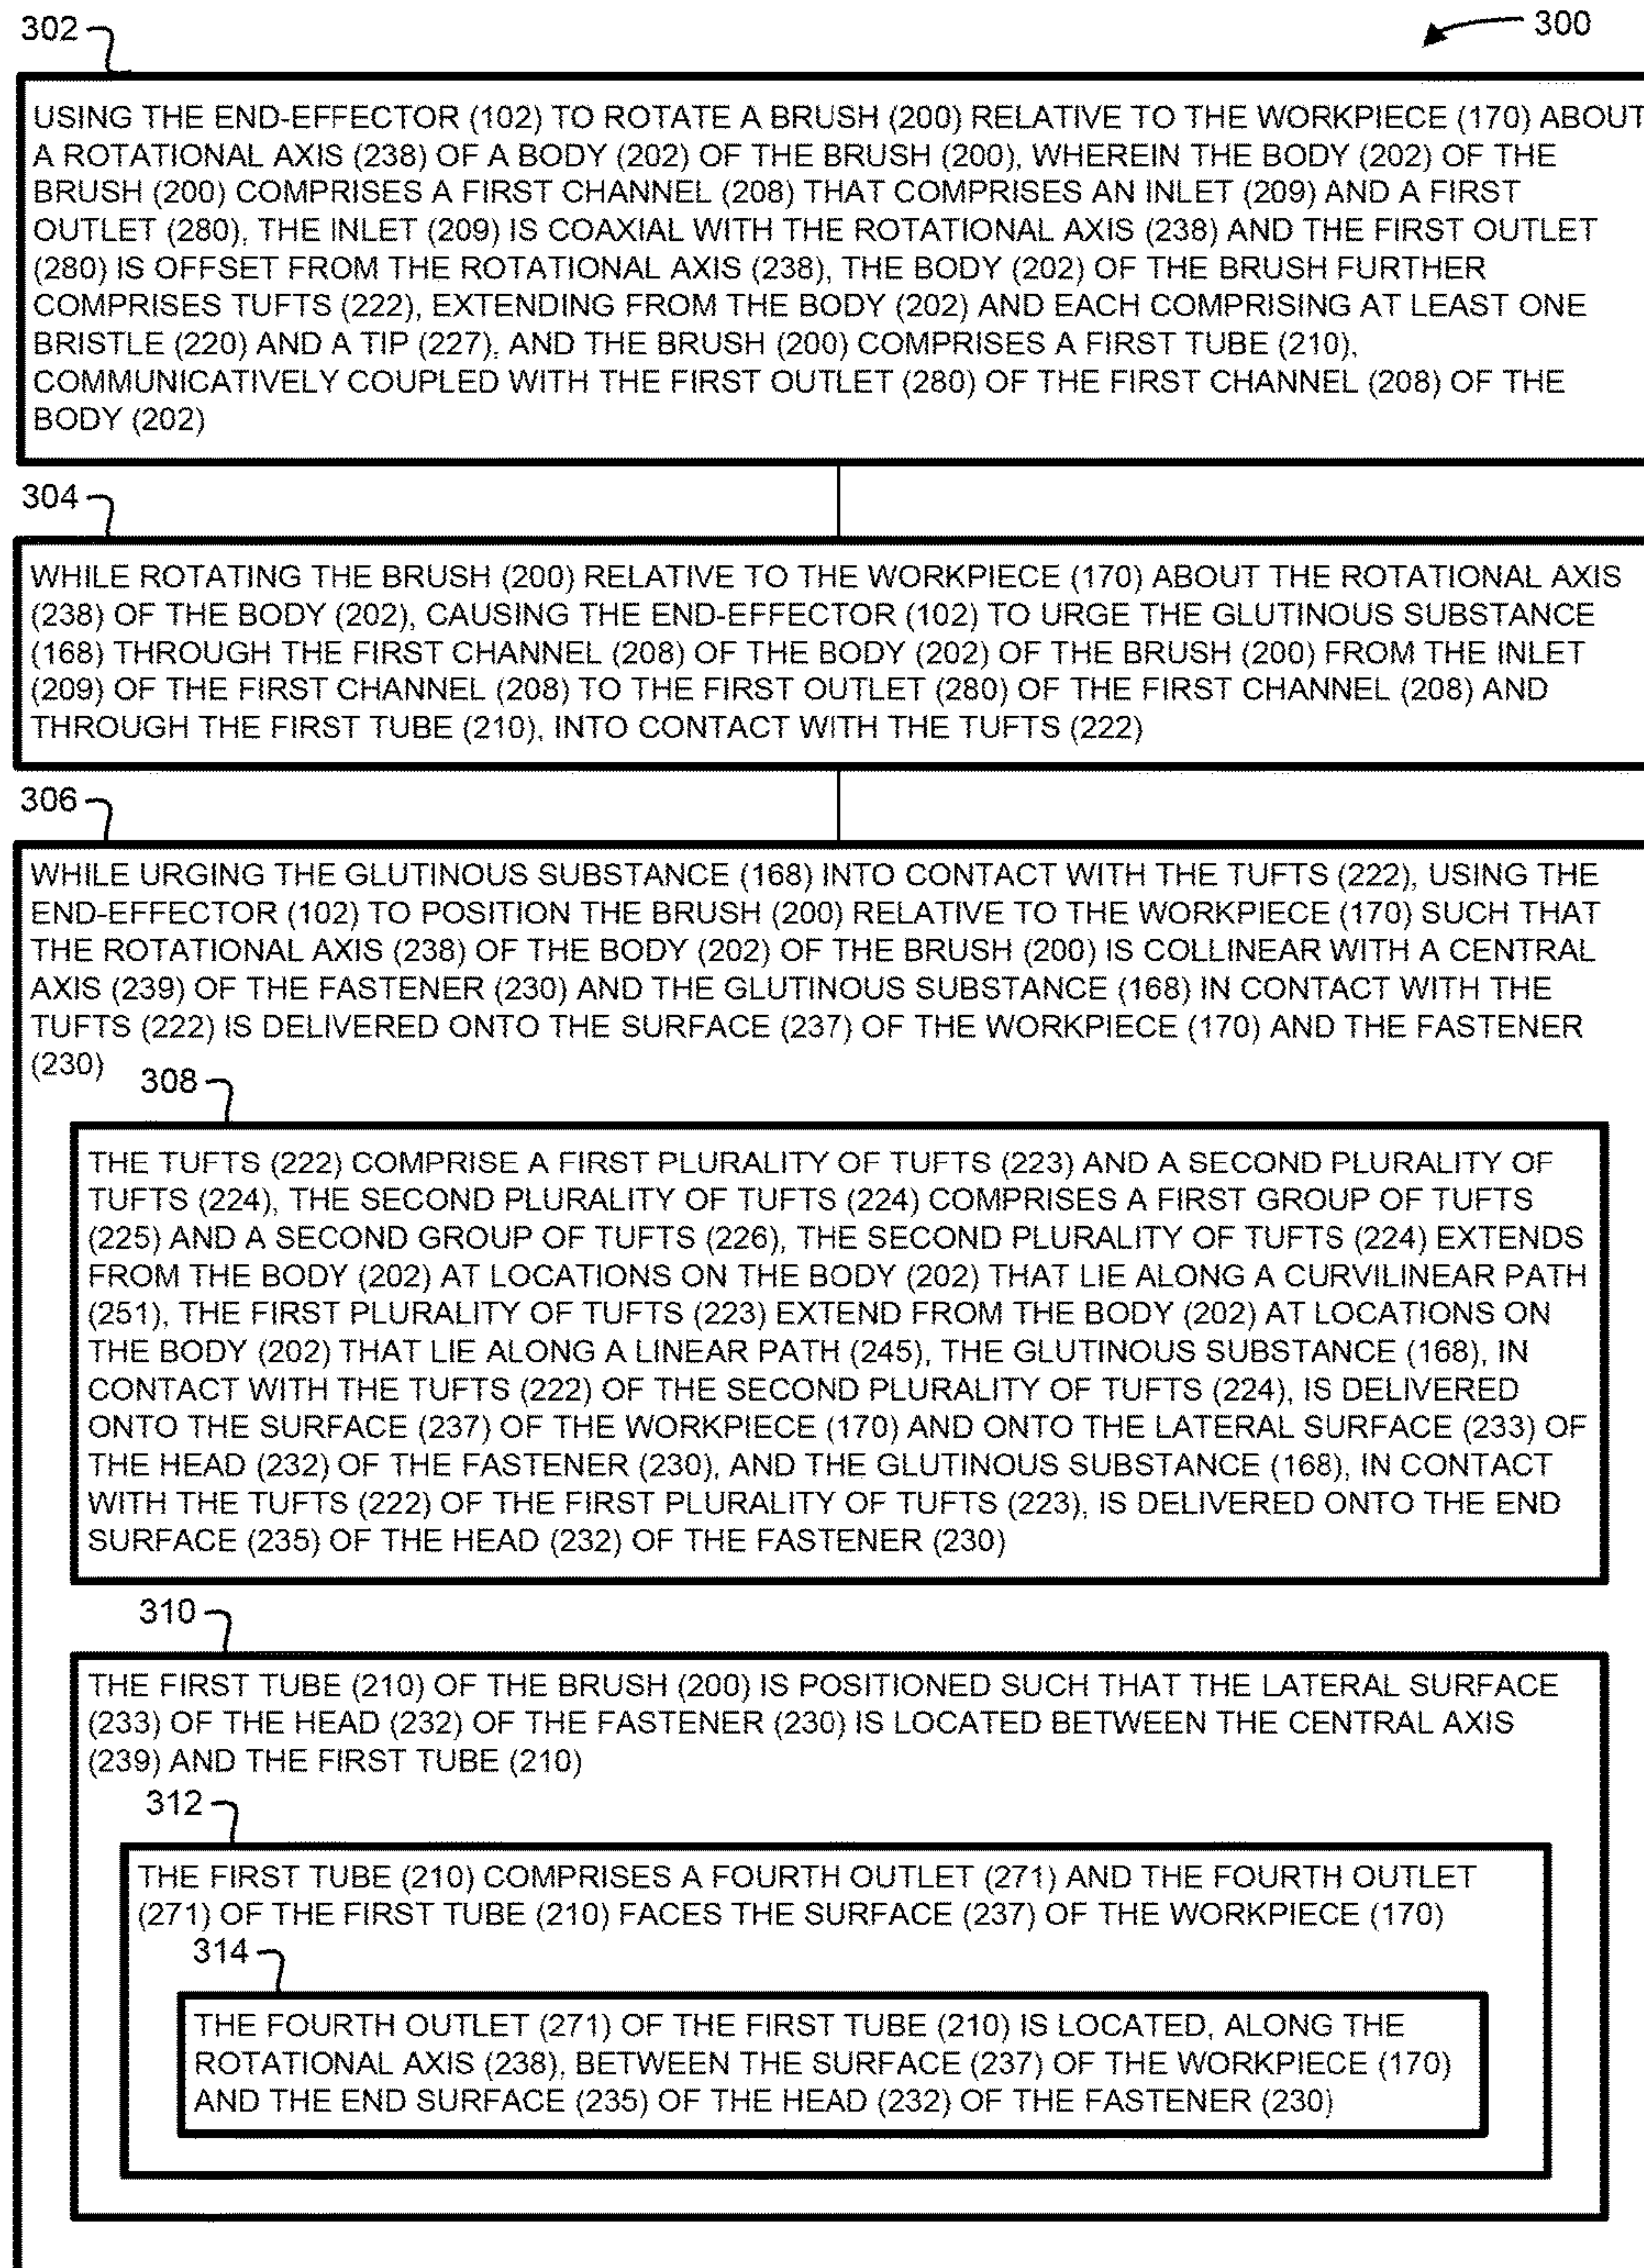 302
300
USING THE END-EFFECTOR (102) TO ROTATE A BRUSH (200) RELATIVE TO THE WORKPIECE (170) ABOUT
A ROTATIONAL AXIS (238) OF A BODY (202) OF THE BRUSH (200), WHEREIN THE BODY (202) OF THE
BRUSH (200) COMPRISES A FIRST CHANNEL (208) THAT COMPRISES AN INLET (209) AND A FIRST
OUTLET (280), THE INLET (209) IS COAXIAL WITH THE ROTATIONAL AXIS (238) AND THE FIRST OUTLET
(280) IS OFFSET FROM THE ROTATIONAL AXIS (238), THE BODY (202) OF THE BRUSH FURTHER
COMPRISES TUFTS (222), EXTENDING FROM THE BODY (202) AND EACH COMPRISING AT LEAST ONE
BRISTLE (220) AND A TIP (227), AND THE BRUSH (200) COMPRISES A FIRST TUBE (210),
COMMUNICATIVELY COUPLED WITH THE FIRST OUTLET (280) OF THE FIRST CHANNEL (208) OF THE
BODY (202)
304
WHILE ROTATING THE BRUSH (200) RELATIVE TO THE WORKPIECE (170) ABOUT THE ROTATIONAL AXIS
(238) OF THE BODY (202), CAUSING THE END-EFFECTOR (102) TO URGE THE GLUTINOUS SUBSTANCE
(168) THROUGH THE FIRST CHANNEL (208) OF THE BODY (202) OF THE BRUSH (200) FROM THE INLET
(209) OF THE FIRST CHANNEL (208) TO THE FIRST OUTLET (280) OF THE FIRST CHANNEL (208) AND
THROUGH THE FIRST TUBE (210), INTO CONTACT WITH THE TUFTS (222)
306
WHILE URGING THE GLUTINOUS SUBSTANCE (168) INTO CONTACT WITH THE TUFTS (222), USING THE
END-EFFECTOR (102) TO POSITION THE BRUSH (200) RELATIVE TO THE WORKPIECE (170) SUCH THAT
THE ROTATIONAL AXIS (238) OF THE BODY (202) OF THE BRUSH (200) IS COLLINEAR WITH A CENTRAL
AXIS (239) OF THE FASTENER (230) AND THE GLUTINOUS SUBSTANCE (168) IN CONTACT WITH THE
TUFTS (222) IS DELIVERED ONTO THE SURFACE (237) OF THE WORKPIECE (170) AND THE FASTENER
(230)
308
THE TUFTS (222) COMPRISE A FIRST PLURALITY OF TUFTS (223) AND A SECOND PLURALITY OF
TUFTS (224), THE SECOND PLURALITY OF TUFTS (224) COMPRISES A FIRST GROUP OF TUFTS
(225) AND A SECOND GROUP OF TUFTS (226), THE SECOND PLURALITY OF TUFTS (224) EXTENDS
FROM THE BODY (202) AT LOCATIONS ON THE BODY (202) THAT LIE ALONG A CURVILINEAR PATH
(251), THE FIRST PLURALITY OF TUFTS (223) EXTEND FROM THE BODY (202) AT LOCATIONS ON
THE BODY (202) THAT LIE ALONG A LINEAR PATH (245), THE GLUTINOUS SUBSTANCE (168), IN
CONTACT WITH THE TUFTS (222) OF THE SECOND PLURALITY OF TUFTS (224), IS DELIVERED
ONTO THE SURFACE (237) OF THE WORKPIECE (170) AND ONTO THE LATERAL SURFACE (233) OF
THE HEAD (232) OF THE FASTENER (230), AND THE GLUTINOUS SUBSTANCE (168), IN CONTACT
WITH THE TUFTS (222) OF THE FIRST PLURALITY OF TUFTS (223), IS DELIVERED ONTO THE END
SURFACE (235) OF THE HEAD (232) OF THE FASTENER (230)
310
THE FIRST TUBE (210) OF THE BRUSH (200) IS POSITIONED SUCH THAT THE LATERAL SURFACE
(233) OF THE HEAD (232) OF THE FASTENER (230) IS LOCATED BETWEEN THE CENTRAL AXIS
(239) AND THE FIRST TUBE (210)
312
THE FIRST TUBE (210) COMPRISES A FOURTH OUTLET (271) AND THE FOURTH OUTLET
(271) OF THE FIRST TUBE (210) FACES THE SURFACE (237) OF THE WORKPIECE (170)
314
THE FOURTH OUTLET (271) OF THE FIRST TUBE (210) IS LOCATED, ALONG THE
ROTATIONAL AXIS (238), BETWEEN THE SURFACE (237) OF THE WORKPIECE (170)
AND THE END SURFACE (235) OF THE HEAD (232) OF THE FASTENER (230)